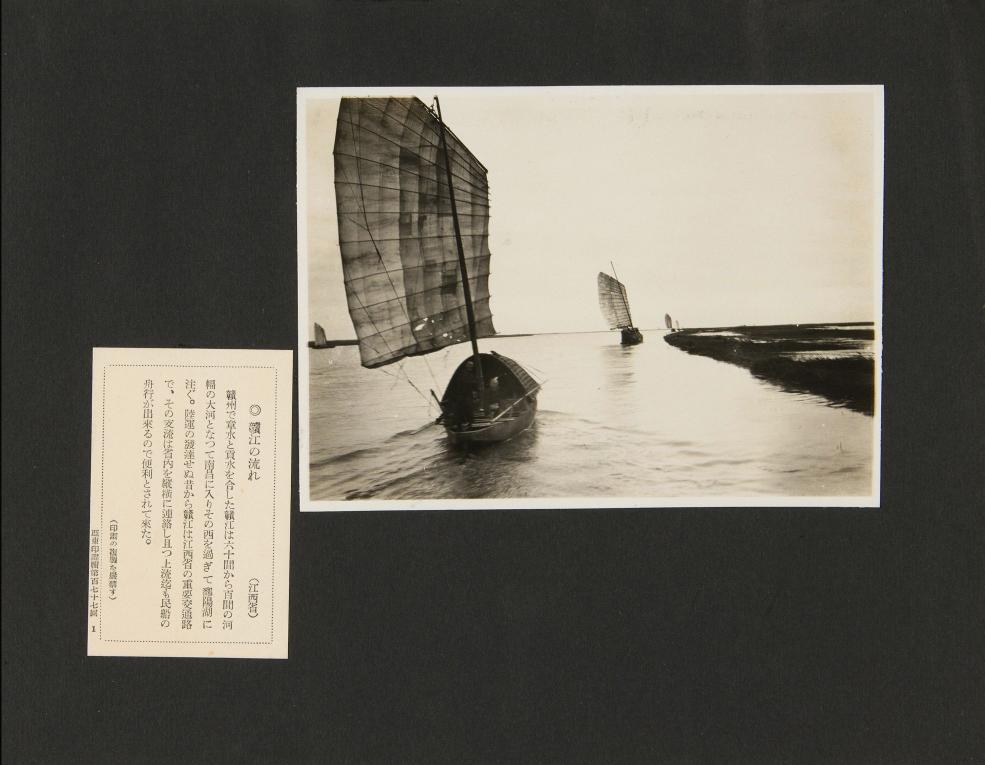 ◎ 贛江の流れ
(江西省)
贛州で章水と貢水を合した贛江は六十間から百間の河
幅の大河となつて南昌に入りその西を過ぎて鄱陽湖に
注ぐ。陸運の發達せぬ昔から贛江は江西省の重要交通路
で、その支流は省内を縱橫に連絡し且つ上流迄も民船の
舟行が出來るので便利とされて來た。
(印畫の複製を嚴禁す)
亞東印畫輯第百七十七回 1